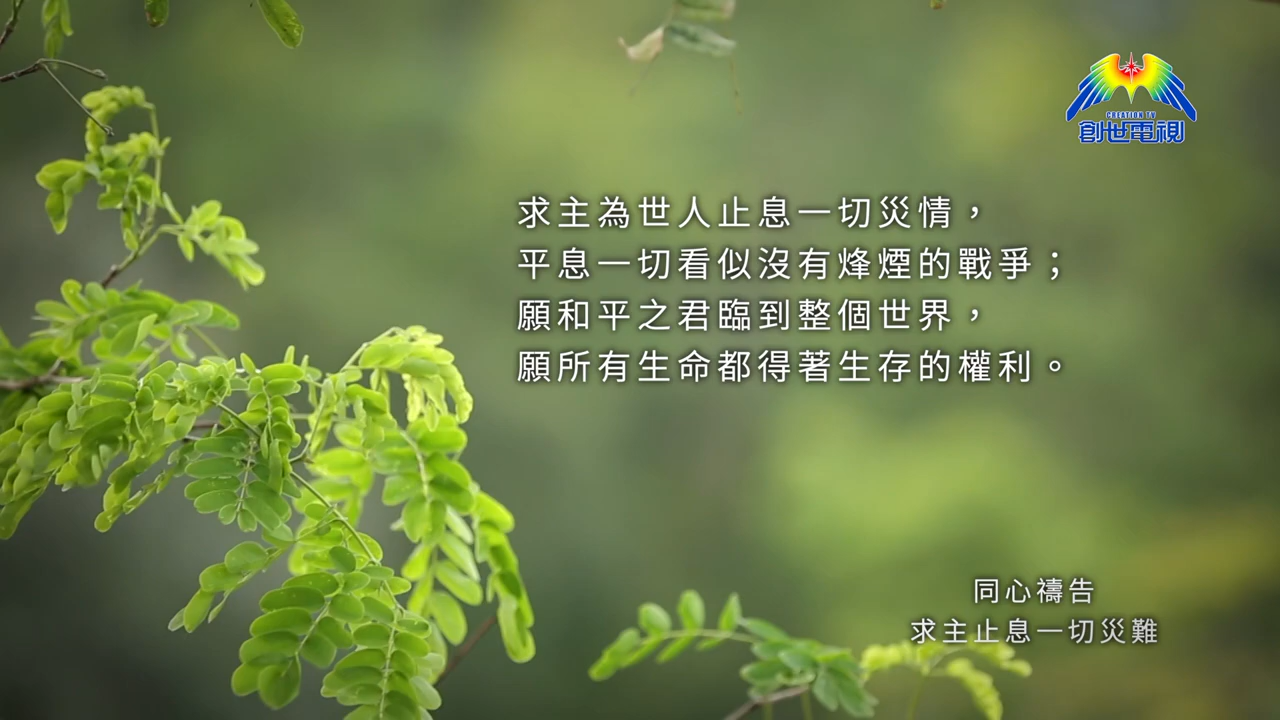 CREATION TV
創世電視
求主為世人止息一切災情，
平息一切看似沒有烽煙的戰爭；
願和平之君臨到整個世界，
願所有生命都得著生存的權利。
同心禱告
求主止息一切災難